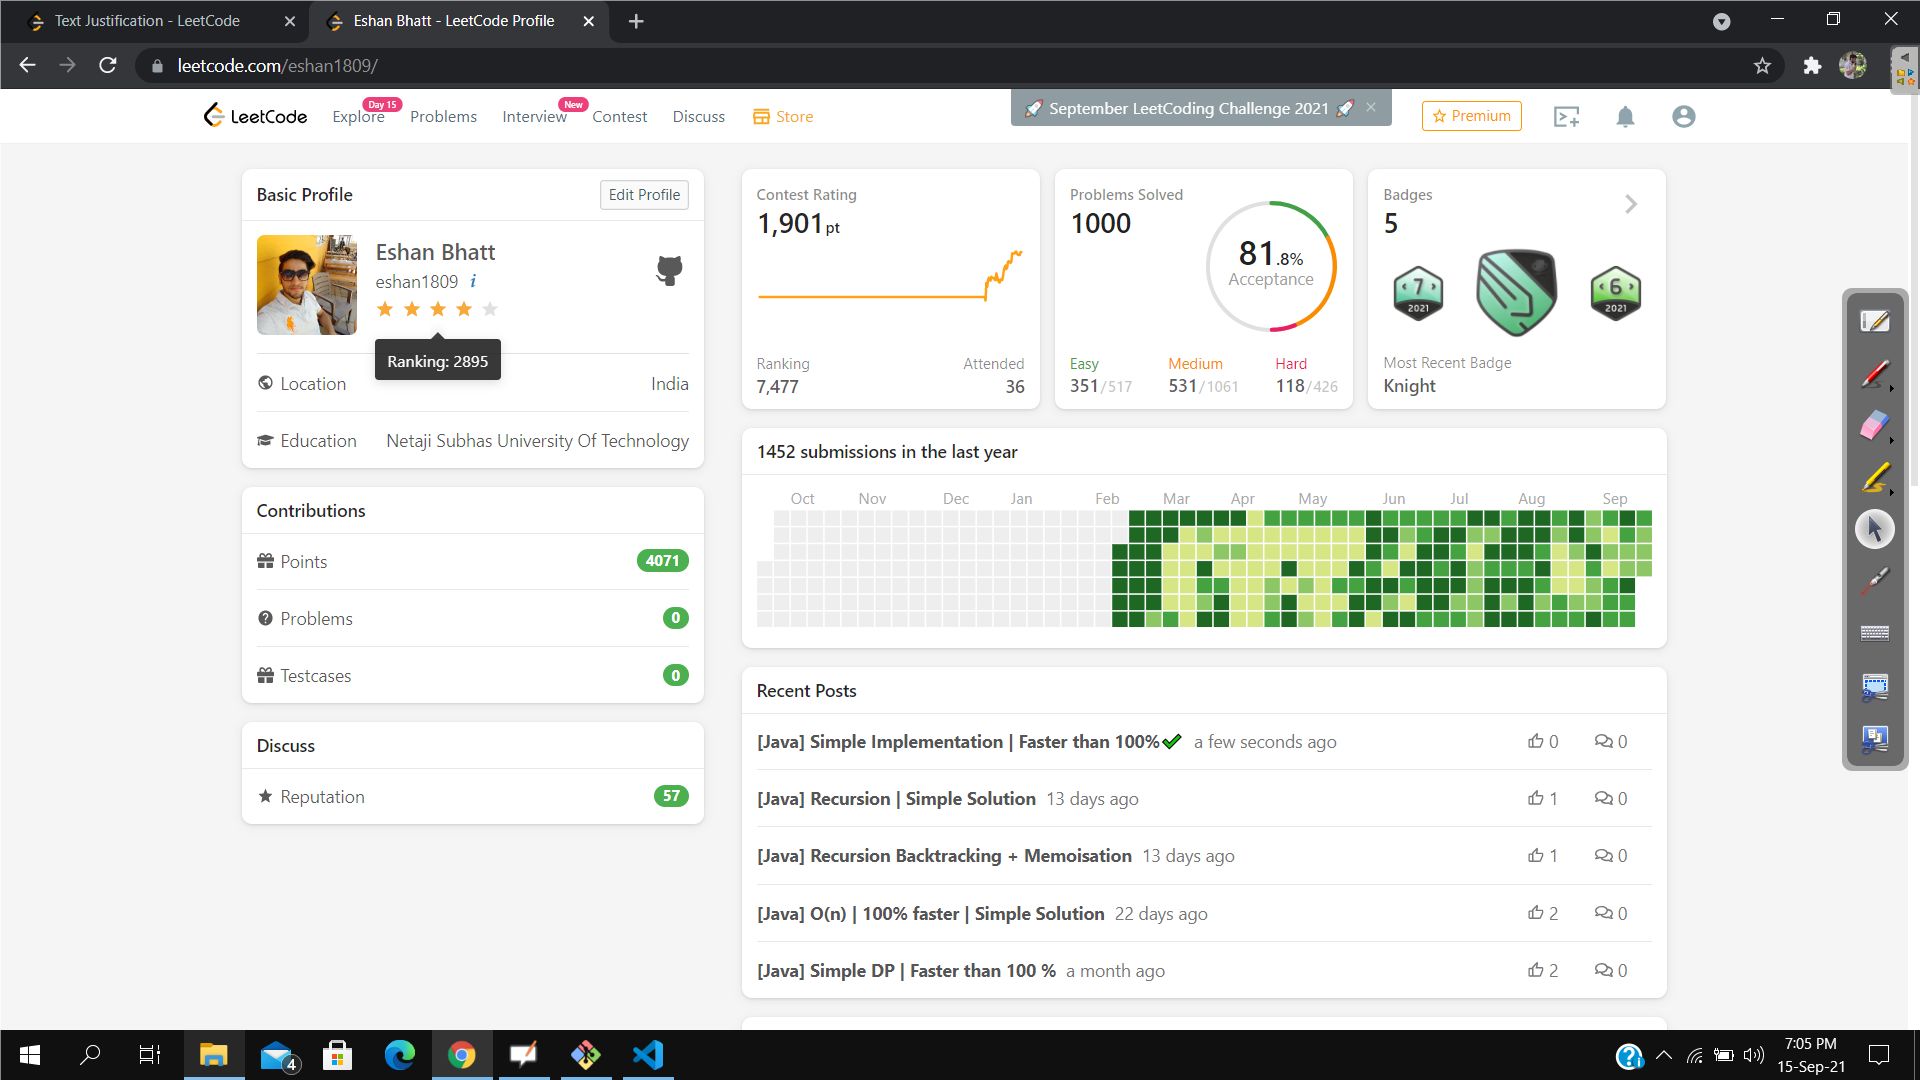 Text Justification - LeetCode
Eshan Bhatt - LeetCode Profile
leetcode.com/eshan1809/
LeetCode
Explore
Day 15
Problems
Interview
New
Contest
Discuss
Store
🚀 September LeetCoding Challenge 2021 🚀
Premium
Basic Profile
Edit Profile
Eshan Bhatt
eshan1809
Ranking: 2895
Location
India
Education
Netaji Subhas University Of Technology
Contributions
Points
4071
Problems
0
Testcases
0
Discuss
Reputation
57
Contest Rating
1,901pt
Ranking
Attended
7,477
36
Problems Solved
1000
81.8%
Acceptance
Easy
Medium
Hard
351/517
531/1061
118/426
Badges
5
7
2021
6
2021
Most Recent Badge
Knight
1452 submissions in the last year
Oct Nov Dec Jan Feb Mar Apr May Jun Jul Aug Sep
Recent Posts
[Java] Simple Implementation | Faster than 100%✔ a few seconds ago 0 0
[Java] Recursion | Simple Solution 13 days ago 1 0
[Java] Recursion Backtracking + Memoisation 13 days ago 1 0
[Java] O(n) | 100% faster | Simple Solution 22 days ago 2 0
[Java] Simple DP | Faster than 100 % a month ago 2 0
4
7:05 PM
15-Sep-21